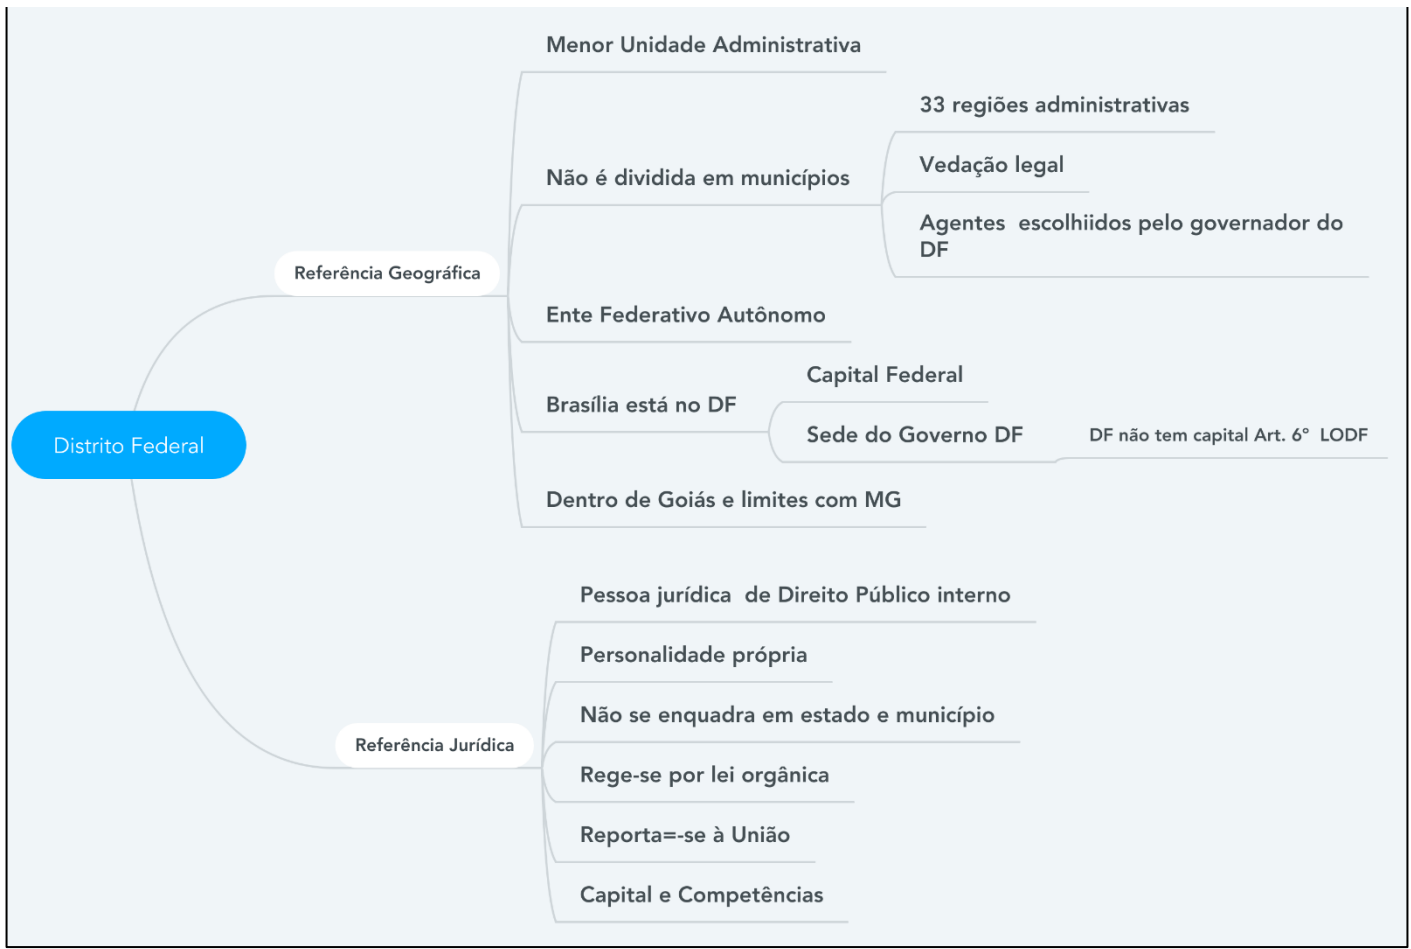 Distrito Federal
Referência Geográfica
Menor Unidade Administrativa
Não é dividida em municípios
33 regiões administrativas
Vedação legal
Agentes  escolhiidos pelo governador do
DF
Ente Federativo Autônomo
Brasília está no DF
Capital Federal
Sede do Governo DF
DF não tem capital Art. 6º  LODF
Dentro de Goiás e limites com MG
Referência Jurídica
Pessoa jurídica  de Direito Público interno
Personalidade própria
Não se enquadra em estado e município
Rege-se por lei orgânica
Reporta=-se à União
Capital e Competências